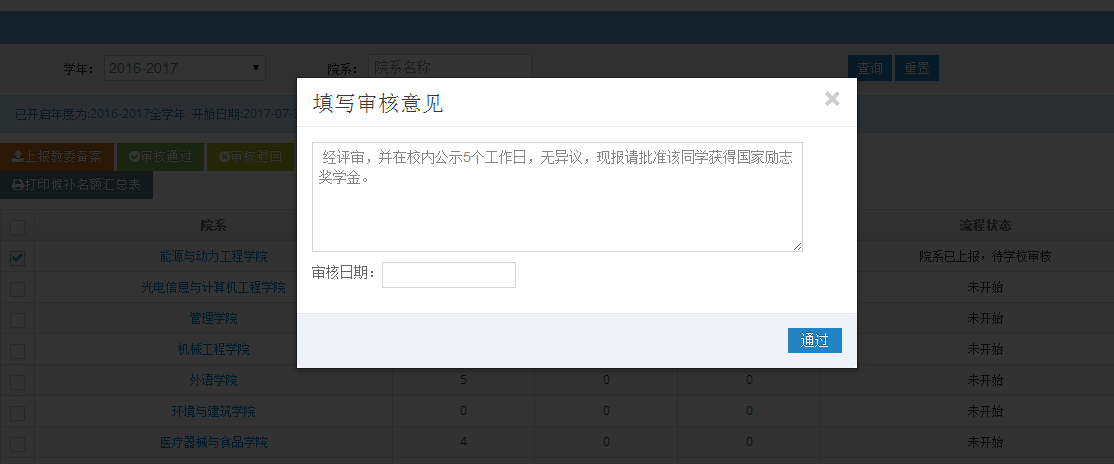 学年： 2016-2017 院系： 院系名称 查询 重置
已开启年度为:2016-2017全学年 开始日期:2017-07-
上报教委备案 审核通过 审核退回
打印候补名额汇总表
填写审核意见 ×
经评审，并在校内公示5个工作日，无异议，现报请批准该同学获得国家励志
奖学金。
审核日期：
通过
院系 流程状态
能源与动力工程学院 院系已上报，待学校审核
光电信息与计算机工程学院 未开始
管理学院 未开始
机械工程学院 未开始
外语学院 5 0 0 未开始
环境与建筑学院 0 0 0 未开始
医疗器械与食品学院 4 0 0 未开始